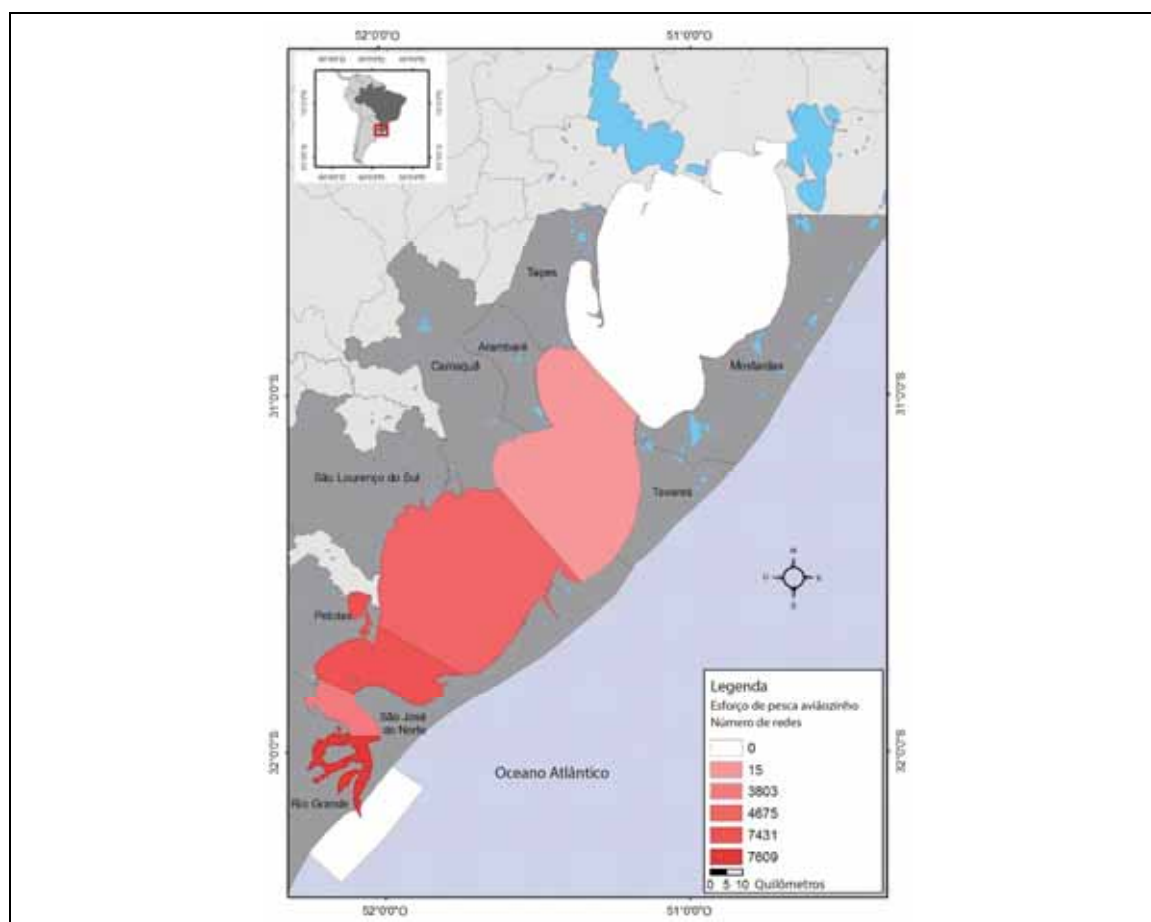 52°0'0"O
51°0'0"O
Tapes
Arambaré
Camaquã
Mostardas
31°0'0"S
31°0'0"S
São Lourenço do Sul
Tavares
N
O
E
S
Pelotas
Legenda
Esforço de pesca aviãozinho
Número de redes
São José
do Norte
0
32°0'0"S
32°0'0"S
Oceano Atlântico
15
3803
Rio Grande
4675
7431
7609
0 5 10 Quilômetros
52°0'0"O
51°0'0"O